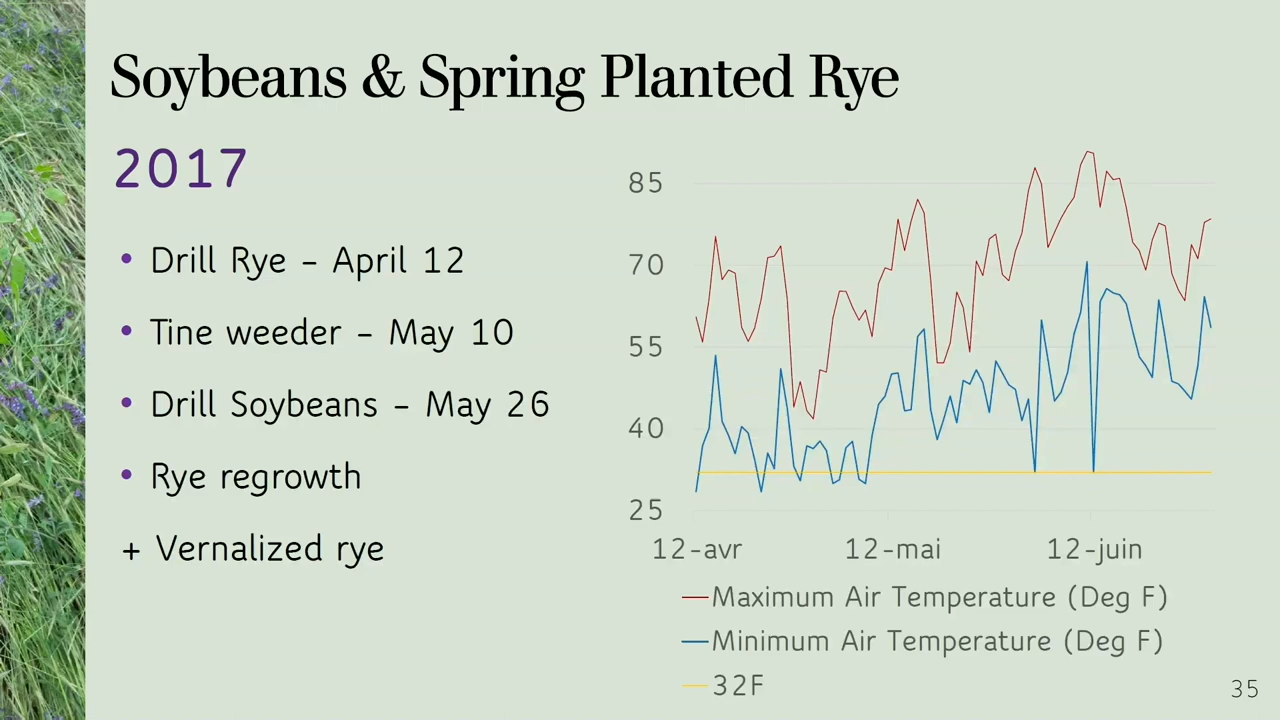 Soybeans & Spring Planted Rye
2017
• Drill Rye – April 12
• Tine weeder – May 10
• Drill Soybeans – May 26
• Rye regrowth
+ Vernalized rye
85
70
55
40
25
12-avr 12-mai 12-juin
Maximum Air Temperature (Deg F)
Minimum Air Temperature (Deg F)
32F
35